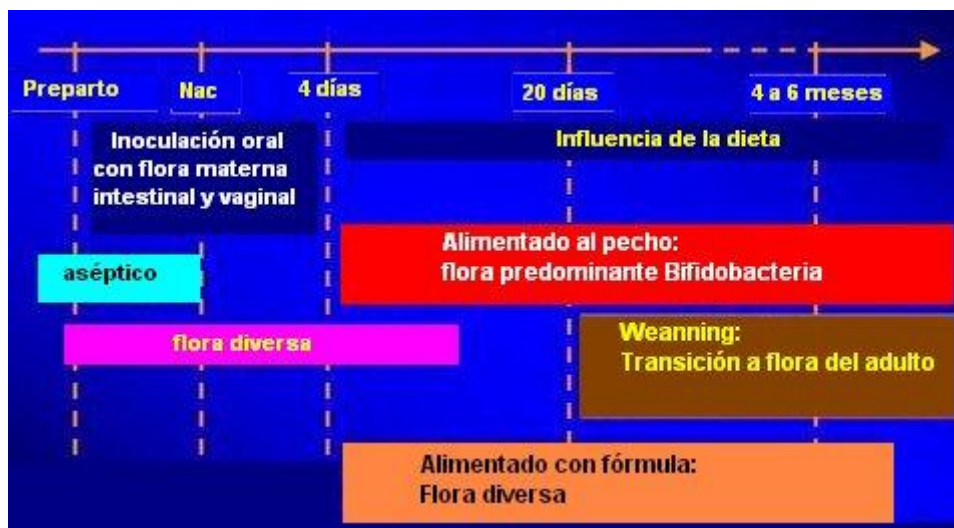 Preparto
Nac
4 días
20 días
4 a 6 meses
Inoculación oral
con flora materna
intestinal y vaginal
Influencia de la dieta
Alimentado al pecho:
flora predominante Bifidobacteria
aséptico
flora diversa
Weanning:
Transición a flora del adulto
Alimentado con fórmula:
Flora diversa